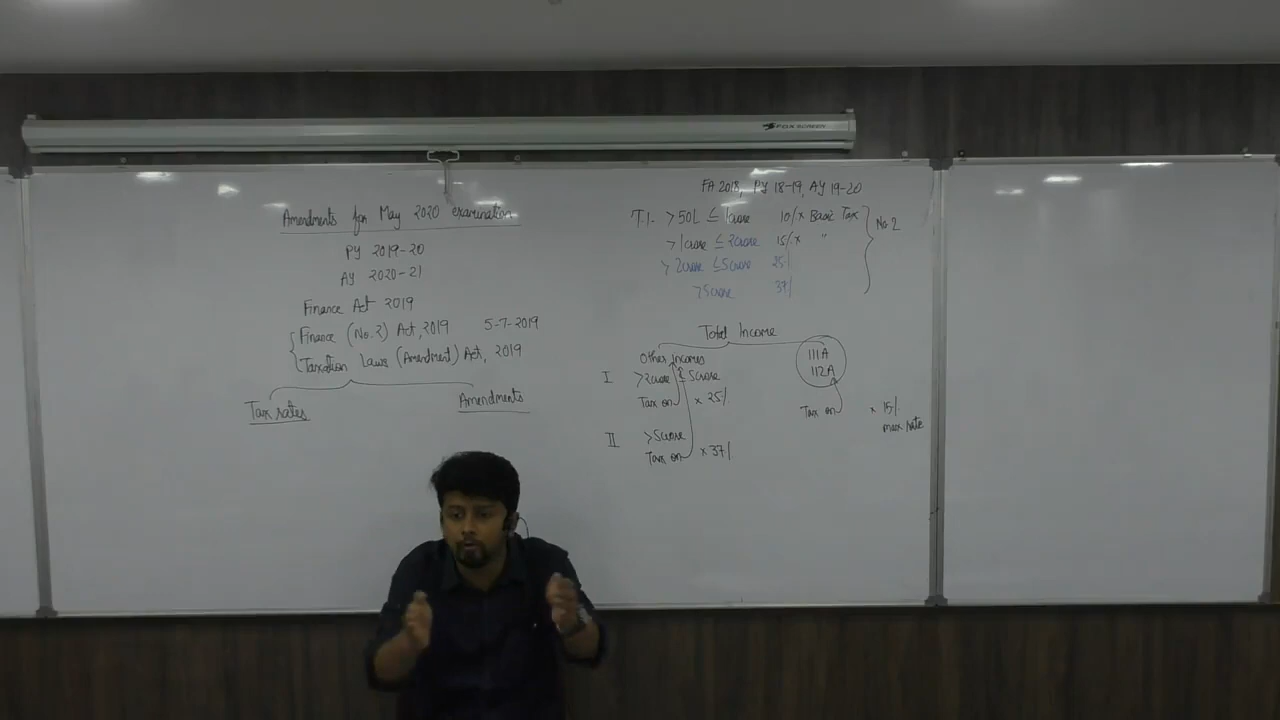 Amendments for May 2020 examination
PY 2019-20
AY 2020-21
Finance Act 2019
Finance (No. 2) Act, 2019 5-7-2019
Taxation Laws (Amendment) Act, 2019
Tax rates
Amendments
FA 2018, PY 18-19, AY 19-20
T.I. >50L ≤ 1crore 10% x Basic Tax
>1crore ≤ 2crore 15% x "
>2crore ≤5crore 25%
>5crore 37%
No 2
Total Income
Other incomes
I >2crore ≤ 5crore
Tax on x 25%
II >5crore
Tax on x 37%
111A
112A
Tax on x 15%
max rate